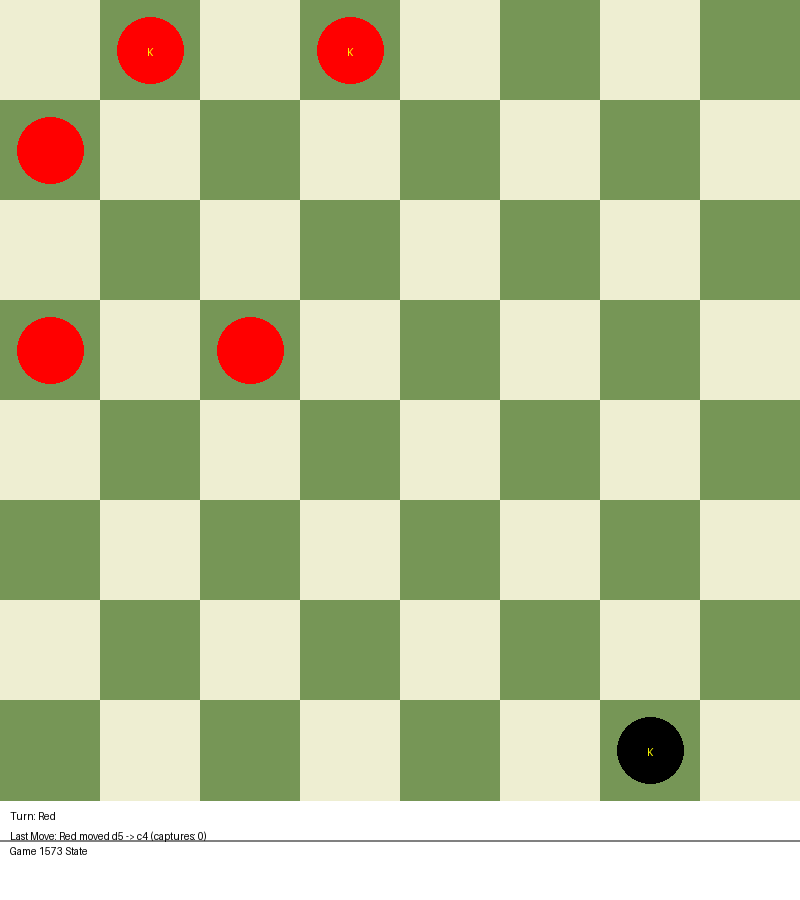 K K
K
Turn: Red
Last Move: Red moved d5 -> c4 (captures: 0)
Game 1573 State